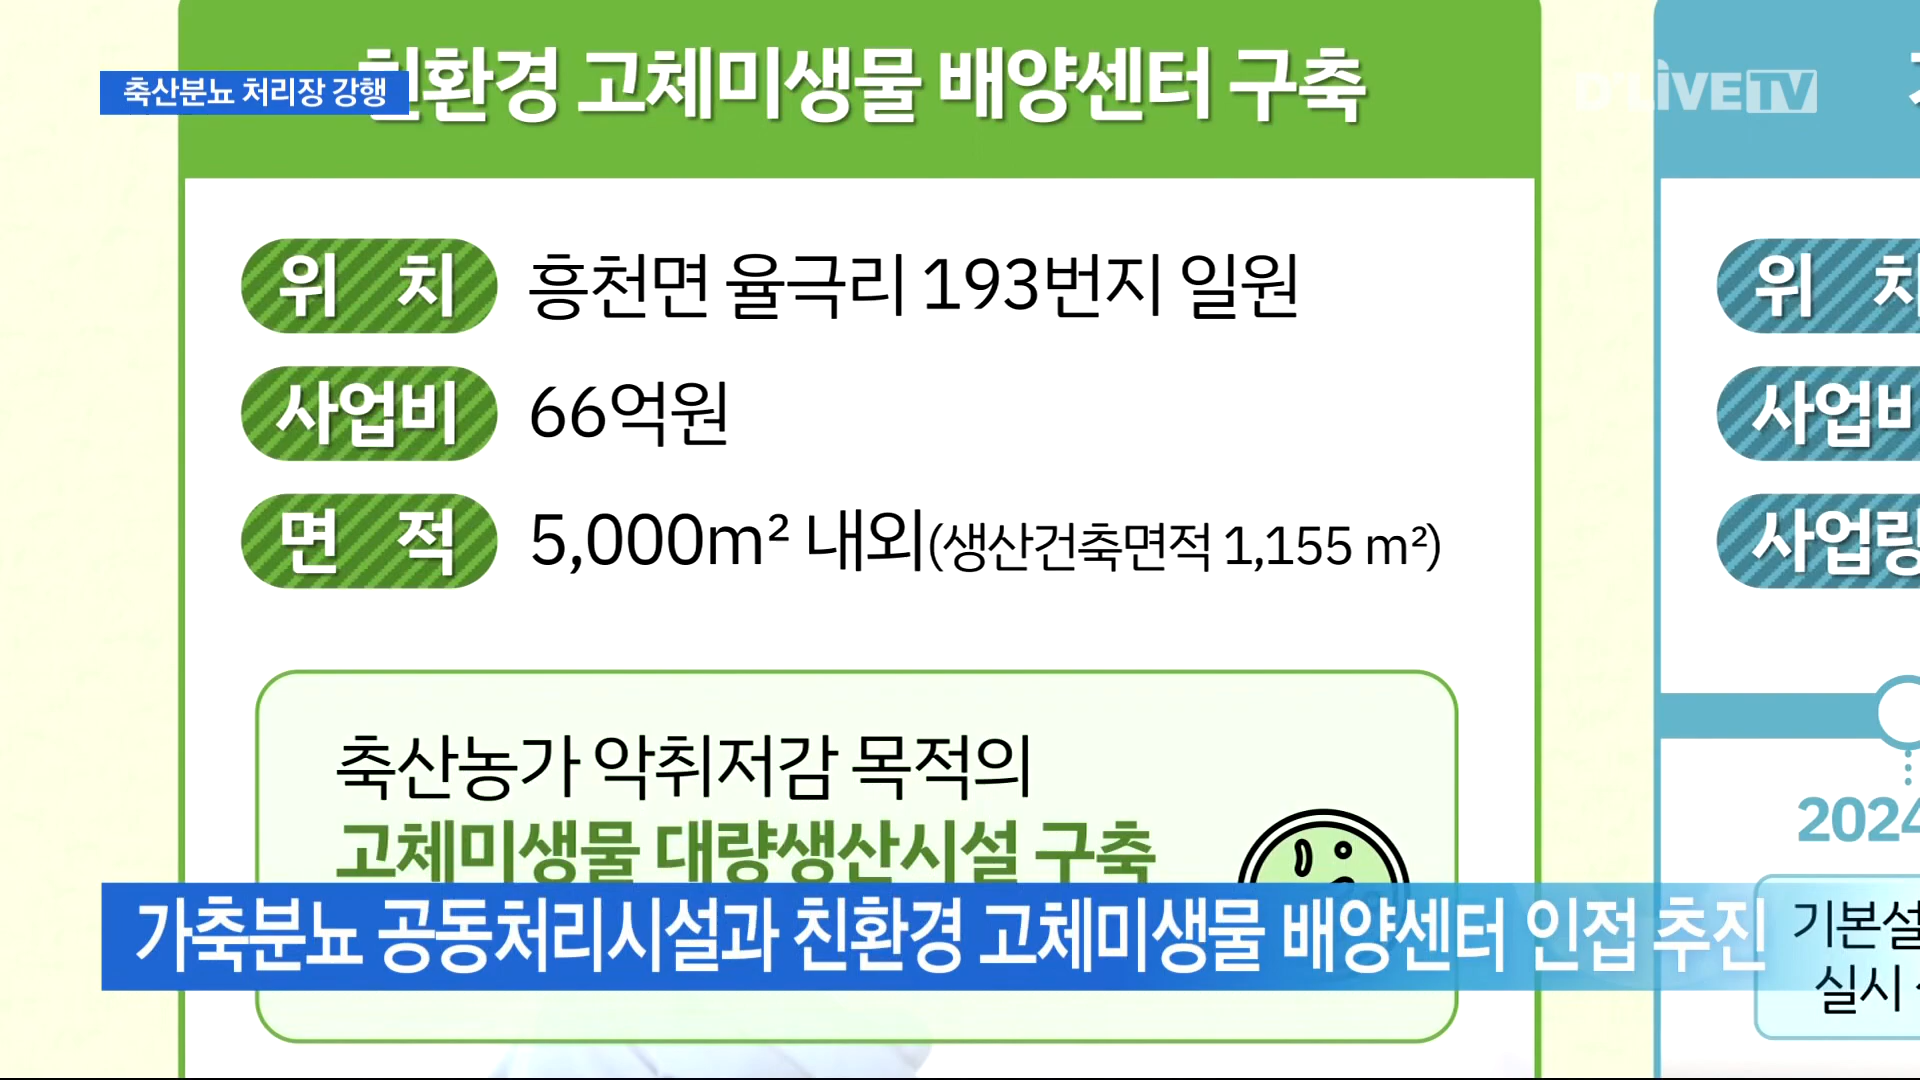 친환경 고체미생물 배양센터 구축
축산분뇨 처리장 강행
D'LIVE TV
위 치 흥천면 율극리 193번지 일원
사업비 66억원
면 적 5,000m² 내외(생산건축면적 1,155 m²)
축산농가 악취저감 목적의
고체미생물 대량생산시설 구축
위 치
사업비
사업량
2024
기본설
실시
가축분뇨 공동처리시설과 친환경 고체미생물 배양센터 인접 추진